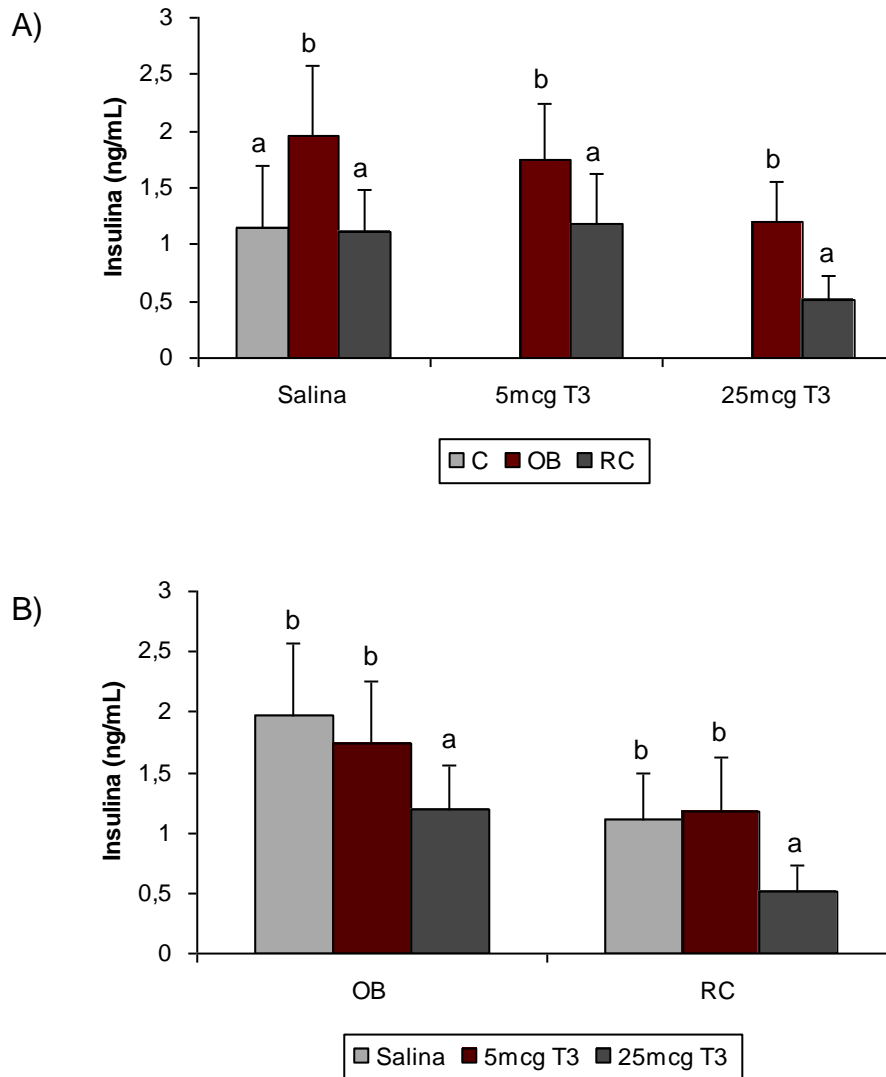 A)
Insulina (ng/mL)
3
2,5
2
1,5
1
0,5
0
a
b
a
b
a
b
a
Salina
5mcg T3
25mcg T3
C
OB
RC
B)
Insulina (ng/mL)
3
2,5
2
1,5
1
0,5
0
b
b
a
b
b
a
OB
RC
Salina
5mcg T3
25mcg T3